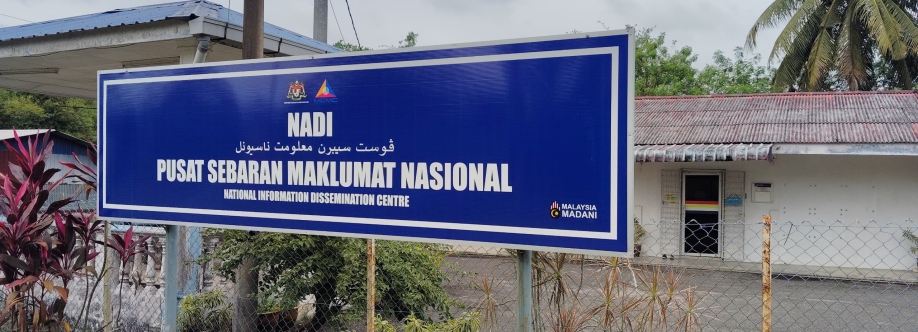 NADI
ڤوست سيبرن معلومت ناسيونل
PUSAT SEBARAN MAKLUMAT NASIONAL
NATIONAL INFORMATION DISSEMINATION CENTRE
MALAYSIA
MADANI